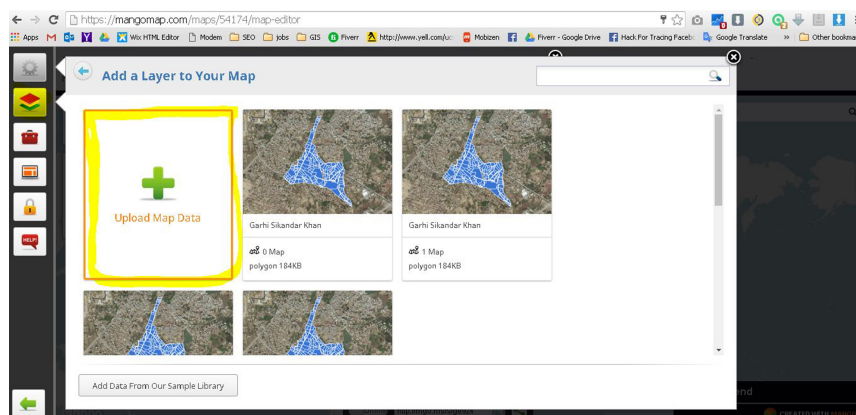 https://mangomap.com/maps/54174/map-editor
Apps Wix HTML Editor Modem SEO jobs GIS Fiverr http://www.yell.com/uc Mobizen Fiverr - Google Drive Hack For Tracing Faceb Google Translate » Other bookma
Add a Layer to Your Map
Upload Map Data
Garhi Sikandar Khan
0 Map
polygon 184KB
Garhi Sikandar Khan
1 Map
polygon 184KB
HELP!
Add Data From Our Sample Library